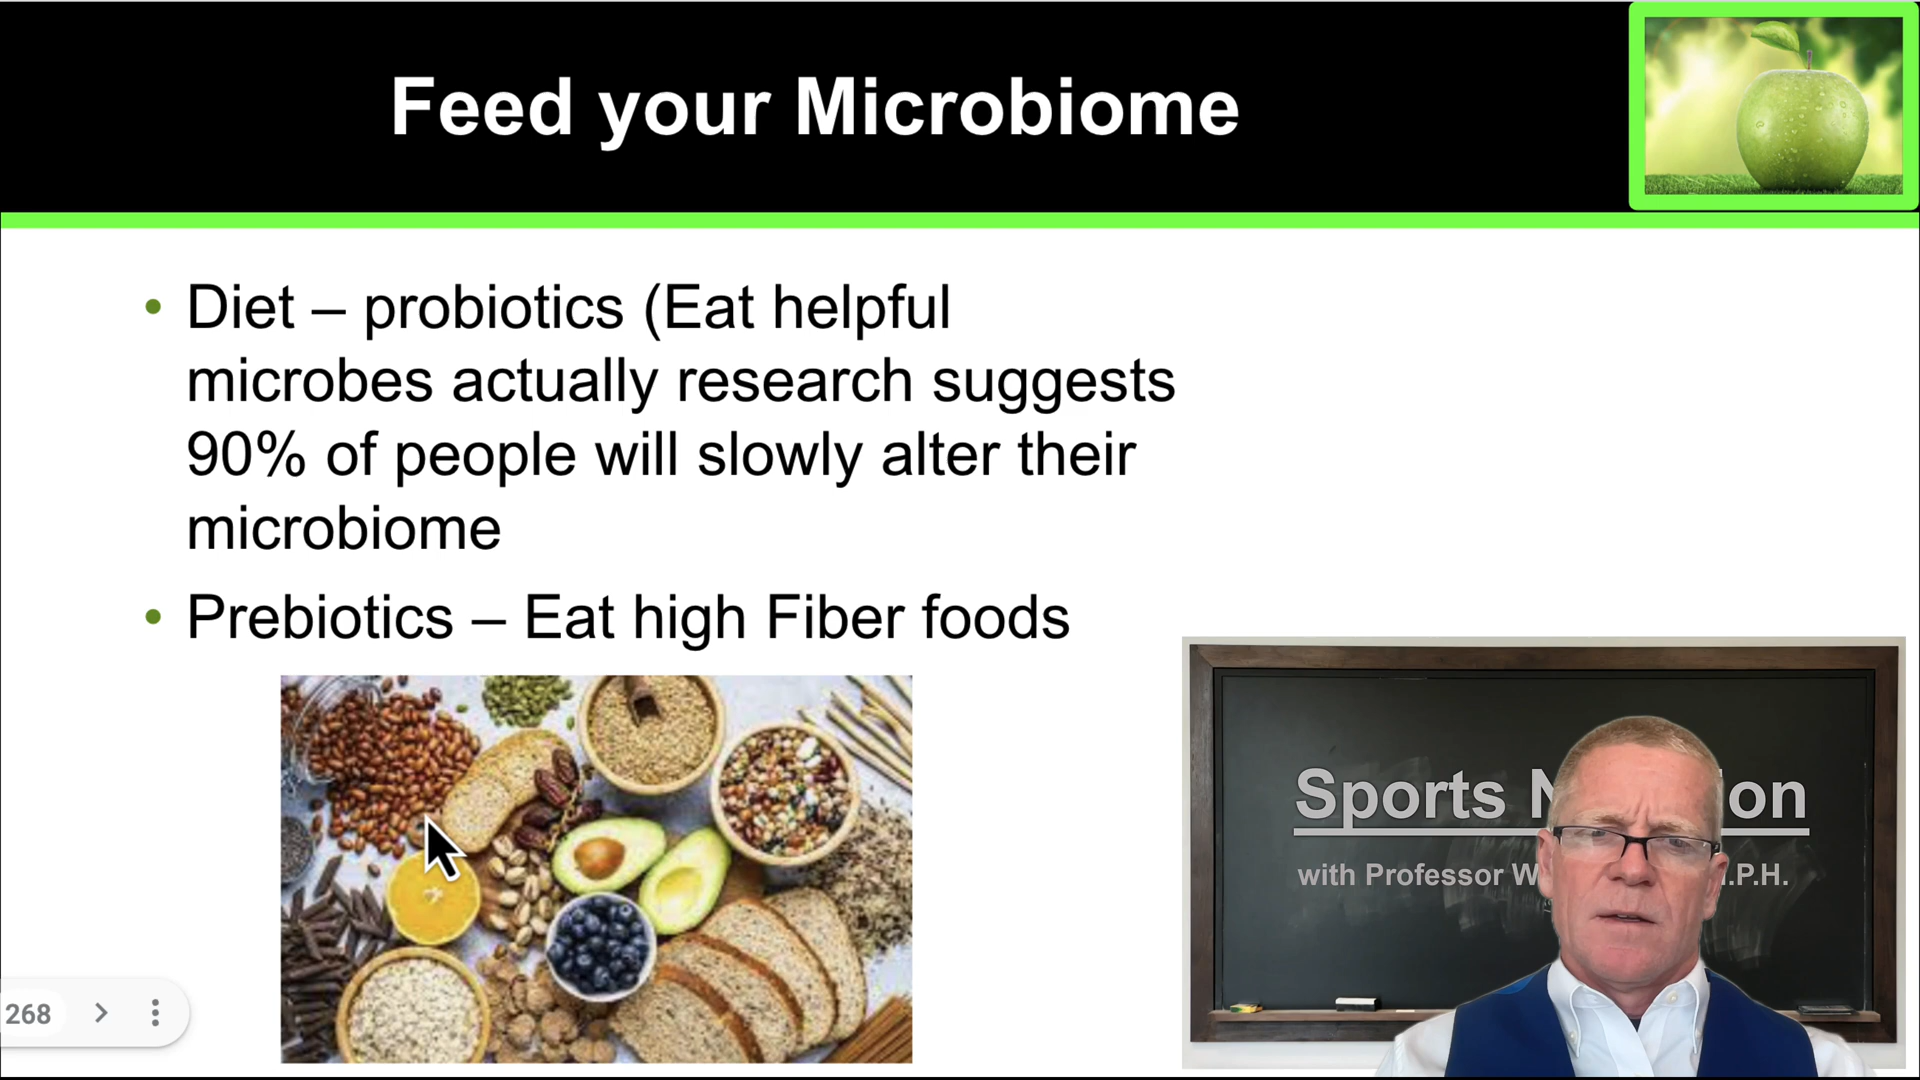 Feed your Microbiome
• Diet – probiotics (Eat helpful
microbes actually research suggests
90% of people will slowly alter their
microbiome
• Prebiotics – Eat high Fiber foods
Sports
with Professor
.P.H.
268